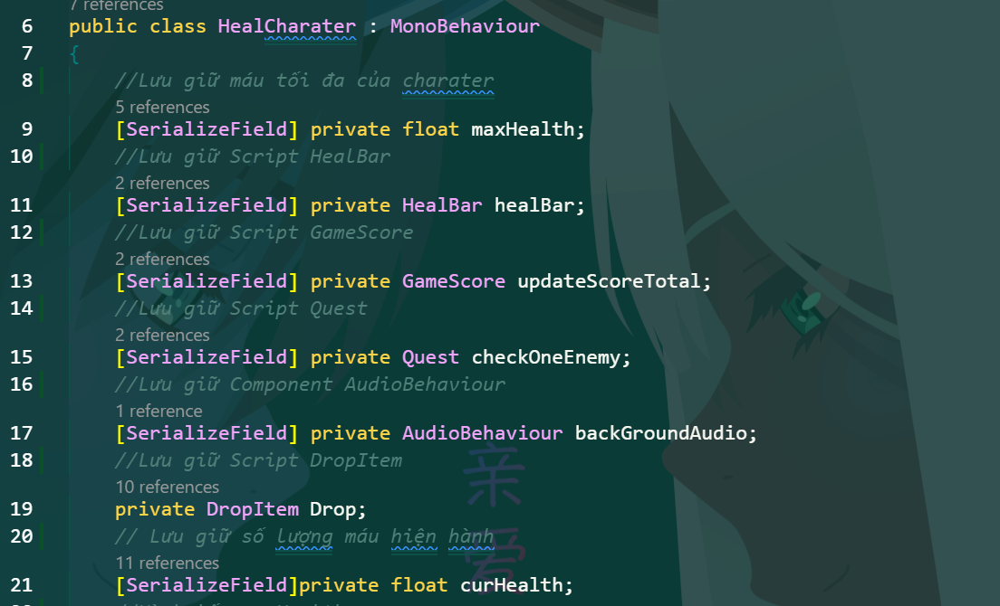 7 references
6 public class HealCharater : MonoBehaviour
7 {
8 //Lưu giữ máu tối đa của charater
5 references
9 [SerializeField] private float maxHealth;
10 //Lưu giữ Script HealBar
2 references
11 [SerializeField] private HealBar healBar;
12 //Lưu giữ Script GameScore
2 references
13 [SerializeField] private GameScore updateScoreTotal;
14 //Lưu giữ Script Quest
2 references
15 [SerializeField] private Quest checkOneEnemy;
16 //Lưu giữ Component AudioBehaviour
1 reference
17 [SerializeField] private AudioBehaviour backGroundAudio;
18 //Lưu giữ Script DropItem
10 references
19 private DropItem Drop;
20 // Lưu giữ số lượng máu hiện hành
11 references
21 [SerializeField]private float curHealth;
亲
爱